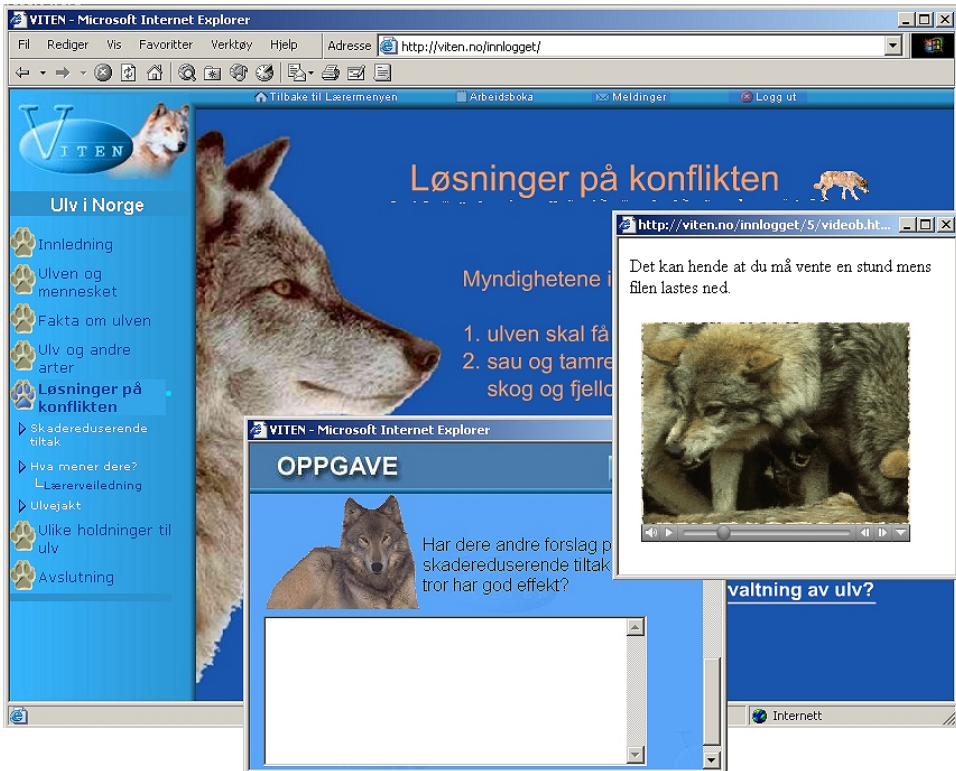 VITEN - Microsoft Internet Explorer
Fil Rediger Vis Favoritter Verktøy Hjelp Adresse http://viten.no/innlogget/
Tilbake til Lærermenyen Arbeidsboka Meldinger Logg ut
VITEN
Ulv i Norge
Innledning
Ulven og
mennesket
Fakta om ulven
Ulv og andre
arter
Løsninger på
konflikten
Skadereduserende
tiltak
Hva mener dere?
Lærerveiledning
Ulvejakt
Ulike holdninger til
ulv
Avslutning
Løsninger på konflikten
Myndighetene i
1. ulven skal få
2. sau og tamre
skog og fjello
valtning av ulv?
http://viten.no/innlogget/5/videob.ht...
Det kan hende at du må vente en stund mens
filen lastes ned.
VITEN - Microsoft Internet Explorer
OPPGAVE
Har dere andre forslag p
skadereduserende tiltak
tror har god effekt?
Internett